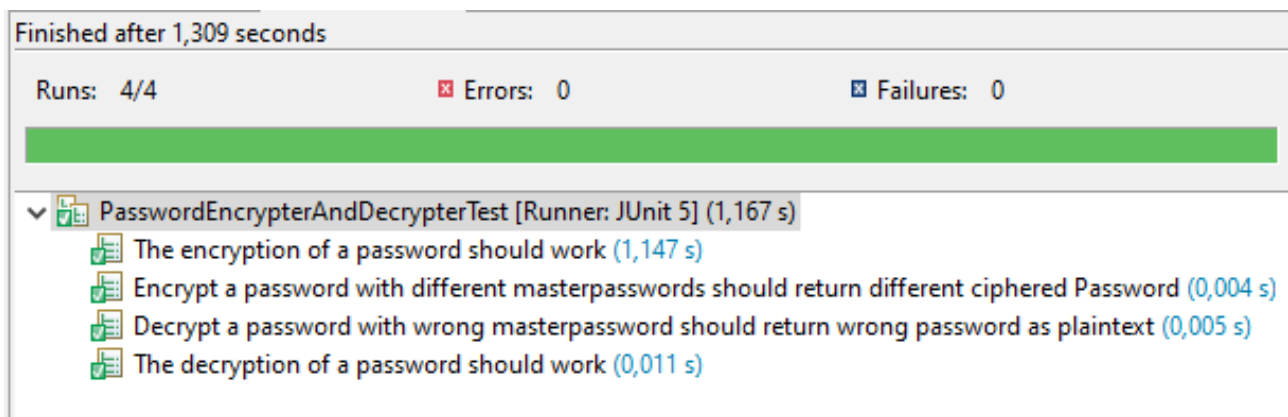 Finished after 1,309 seconds
Runs: 4/4 Errors: 0 Failures: 0
PasswordEncrypterAndDecrypterTest [Runner: JUnit 5] (1,167 s)
The encryption of a password should work (1,147 s)
Encrypt a password with different masterpasswords should return different ciphered Password (0,004 s)
Decrypt a password with wrong masterpassword should return wrong password as plaintext (0,005 s)
The decryption of a password should work (0,011 s)